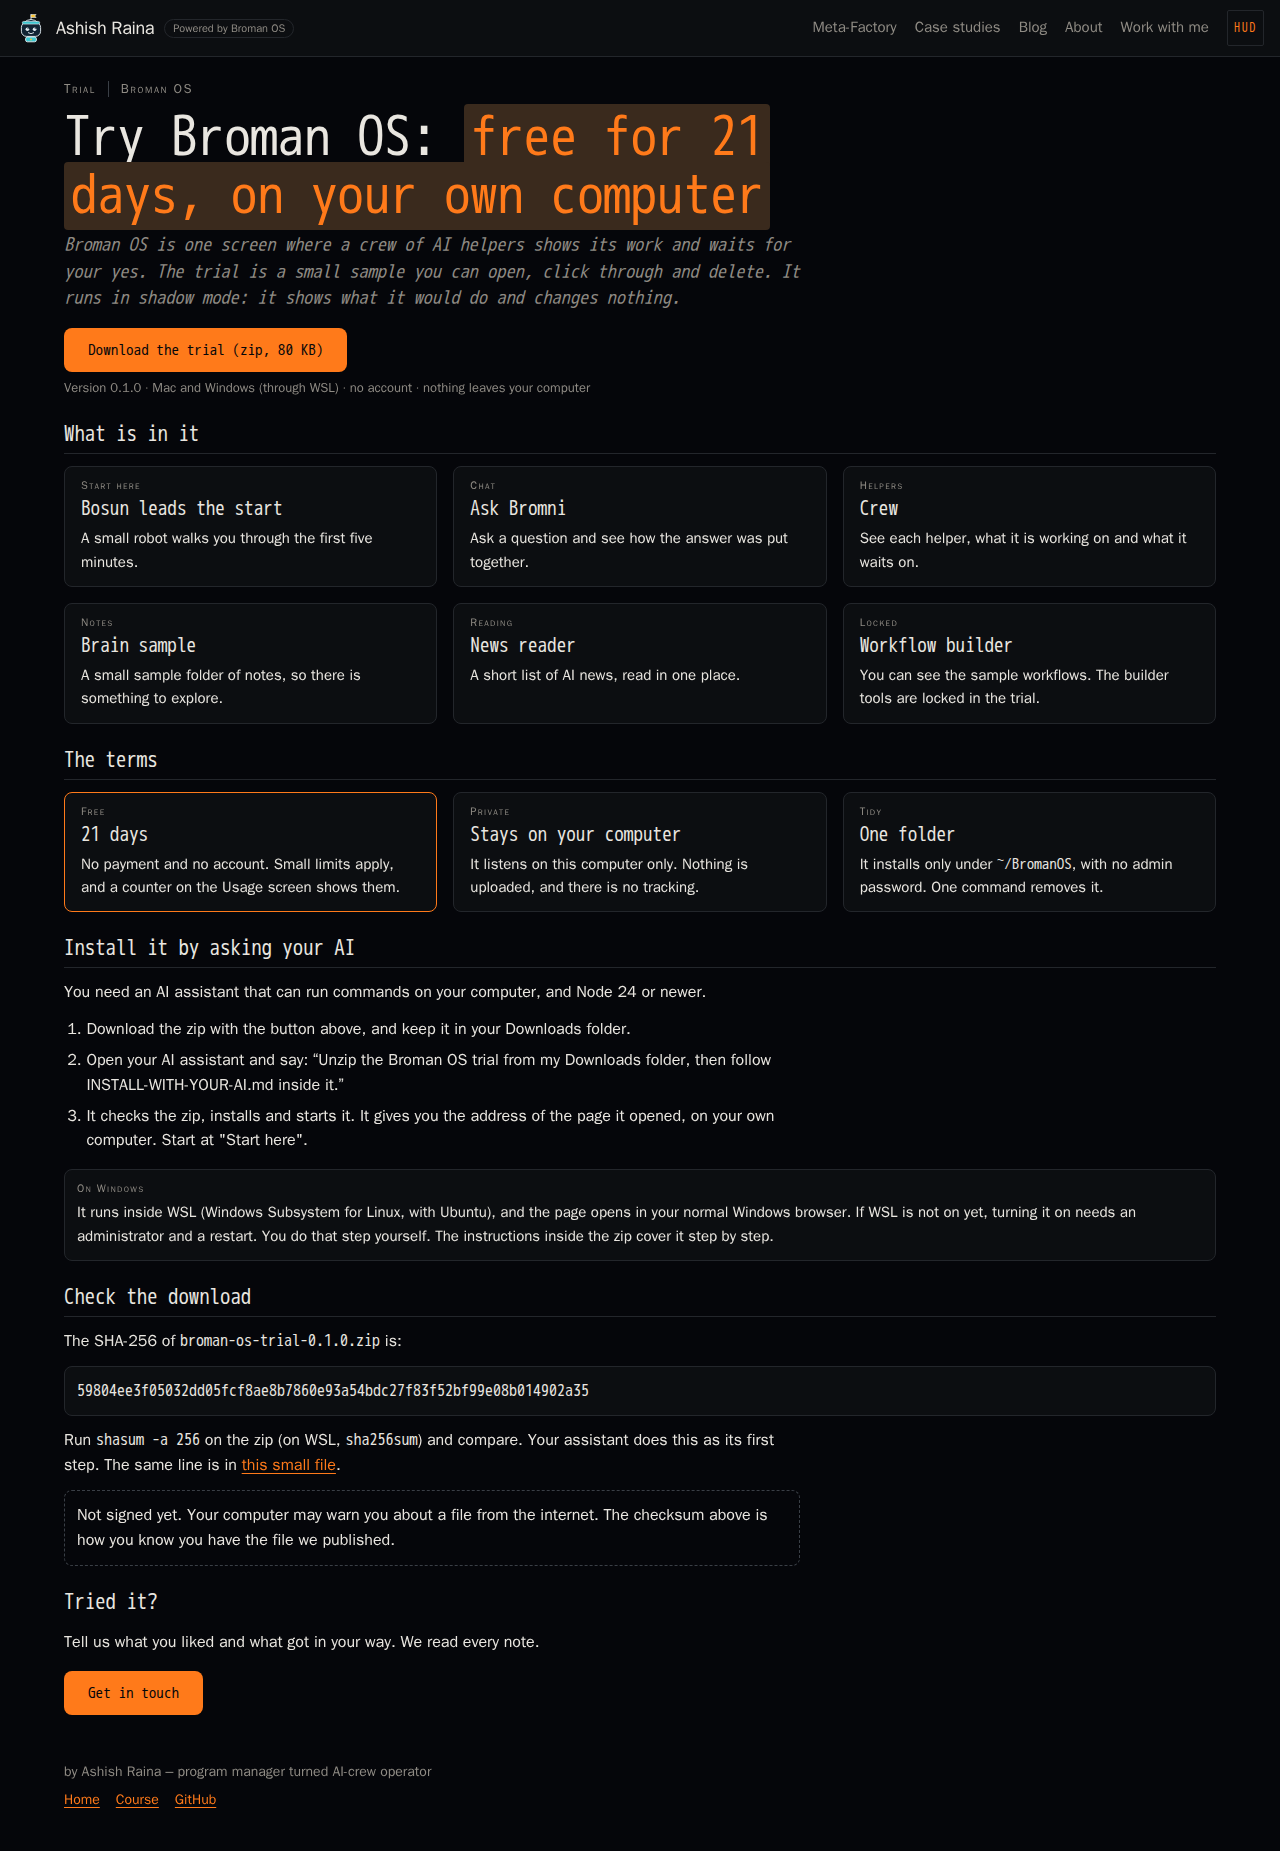 Ashish Raina
Powered by Broman OS
Meta-Factory
Case studies
Blog
About
Work with me
HUD
Trial | Broman OS
Try Broman OS: free for 21
days, on your own computer
Broman OS is one screen where a crew of AI helpers shows its work and waits for
your yes. The trial is a small sample you can open, click through and delete. It
runs in shadow mode: it shows what it would do and changes nothing.
Download the trial (zip, 80 KB)
Version 0.1.0 · Mac and Windows (through WSL) · no account · nothing leaves your computer
What is in it
Start here
Bosun leads the start
A small robot walks you through the first five
minutes.
Chat
Ask Bromni
Ask a question and see how the answer was put
together.
Helpers
Crew
See each helper, what it is working on and what it
waits on.
Notes
Brain sample
A small sample folder of notes, so there is
something to explore.
Reading
News reader
A short list of AI news, read in one place.
Locked
Workflow builder
You can see the sample workflows. The builder
tools are locked in the trial.
The terms
Free
21 days
No payment and no account. Small limits apply,
and a counter on the Usage screen shows them.
Private
Stays on your computer
It listens on this computer only. Nothing is
uploaded, and there is no tracking.
Tidy
One folder
It installs only under ~/BromanOS, with no admin
password. One command removes it.
Install it by asking your AI
You need an AI assistant that can run commands on your computer, and Node 24 or newer.
1. Download the zip with the button above, and keep it in your Downloads folder.
2. Open your AI assistant and say: “Unzip the Broman OS trial from my Downloads folder, then follow
INSTALL-WITH-YOUR-AI.md inside it.”
3. It checks the zip, installs and starts it. It gives you the address of the page it opened, on your own
computer. Start at "Start here".
On Windows
It runs inside WSL (Windows Subsystem for Linux, with Ubuntu), and the page opens in your normal Windows browser. If WSL is not on yet, turning it on needs an
administrator and a restart. You do that step yourself. The instructions inside the zip cover it step by step.
Check the download
The SHA-256 of broman-os-trial-0.1.0.zip is:
59804ee3f05032dd05fcf8ae8b7860e93a54bdc27f83f52bf99e08b014902a35
Run shasum -a 256 on the zip (on WSL, sha256sum) and compare. Your assistant does this as its first
step. The same line is in this small file.
Not signed yet. Your computer may warn you about a file from the internet. The checksum above is
how you know you have the file we published.
Tried it?
Tell us what you liked and what got in your way. We read every note.
Get in touch
by Ashish Raina — program manager turned AI-crew operator
Home
Course
GitHub